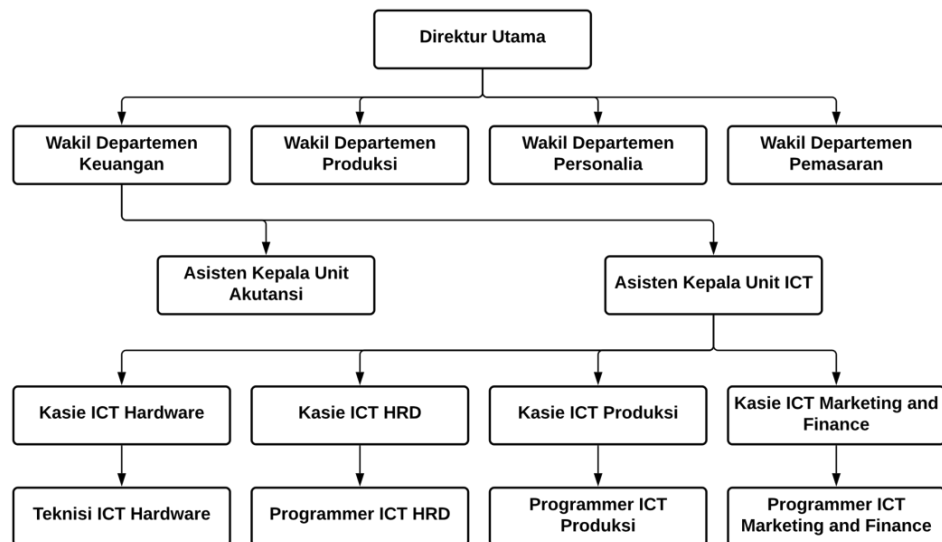 Direktur Utama
Wakil Departemen
Keuangan
Wakil Departemen
Produksi
Wakil Departemen
Personalia
Wakil Departemen
Pemasaran
Asisten Kepala Unit
Akutansi
Asisten Kepala Unit ICT
Kasie ICT Hardware
Kasie ICT HRD
Kasie ICT Produksi
Kasie ICT Marketing and
Finance
Teknisi ICT Hardware
Programmer ICT HRD
Programmer ICT
Produksi
Programmer ICT
Marketing and Finance